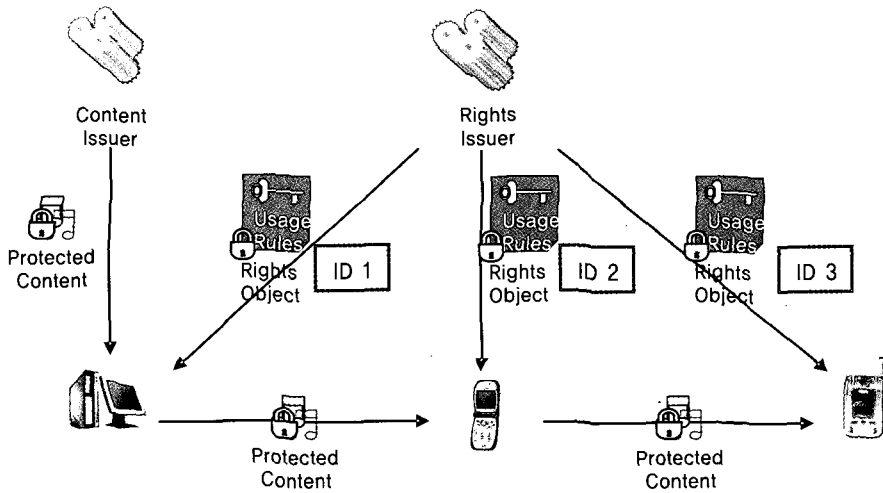 Content
Issuer
Rights
Issuer
Protected
Content
Usage
Rules
Rights
Object
ID 1
Usage
Rules
Rights
Object
ID 2
Usage
Rules
Rights
Object
ID 3
Protected
Content
Protected
Content